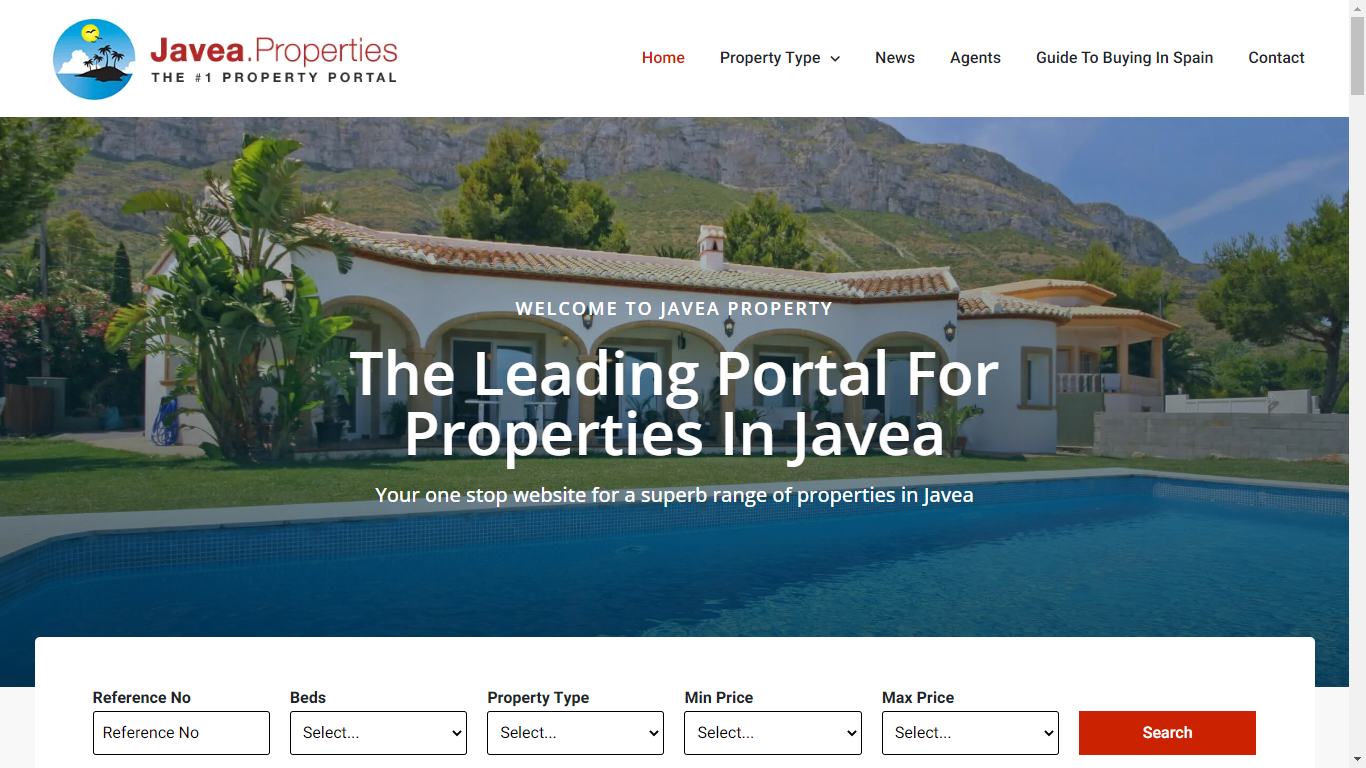 Javea.Properties
THE #1 PROPERTY PORTAL
Home
Property Type
News
Agents
Guide To Buying In Spain
Contact
WELCOME TO JAVEA PROPERTY
The Leading Portal For
Properties In Javea
Your one stop website for a superb range of properties in Javea
Reference No
Beds
Property Type
Min Price
Max Price
Reference No
Select...
Select...
Select...
Select...
Search